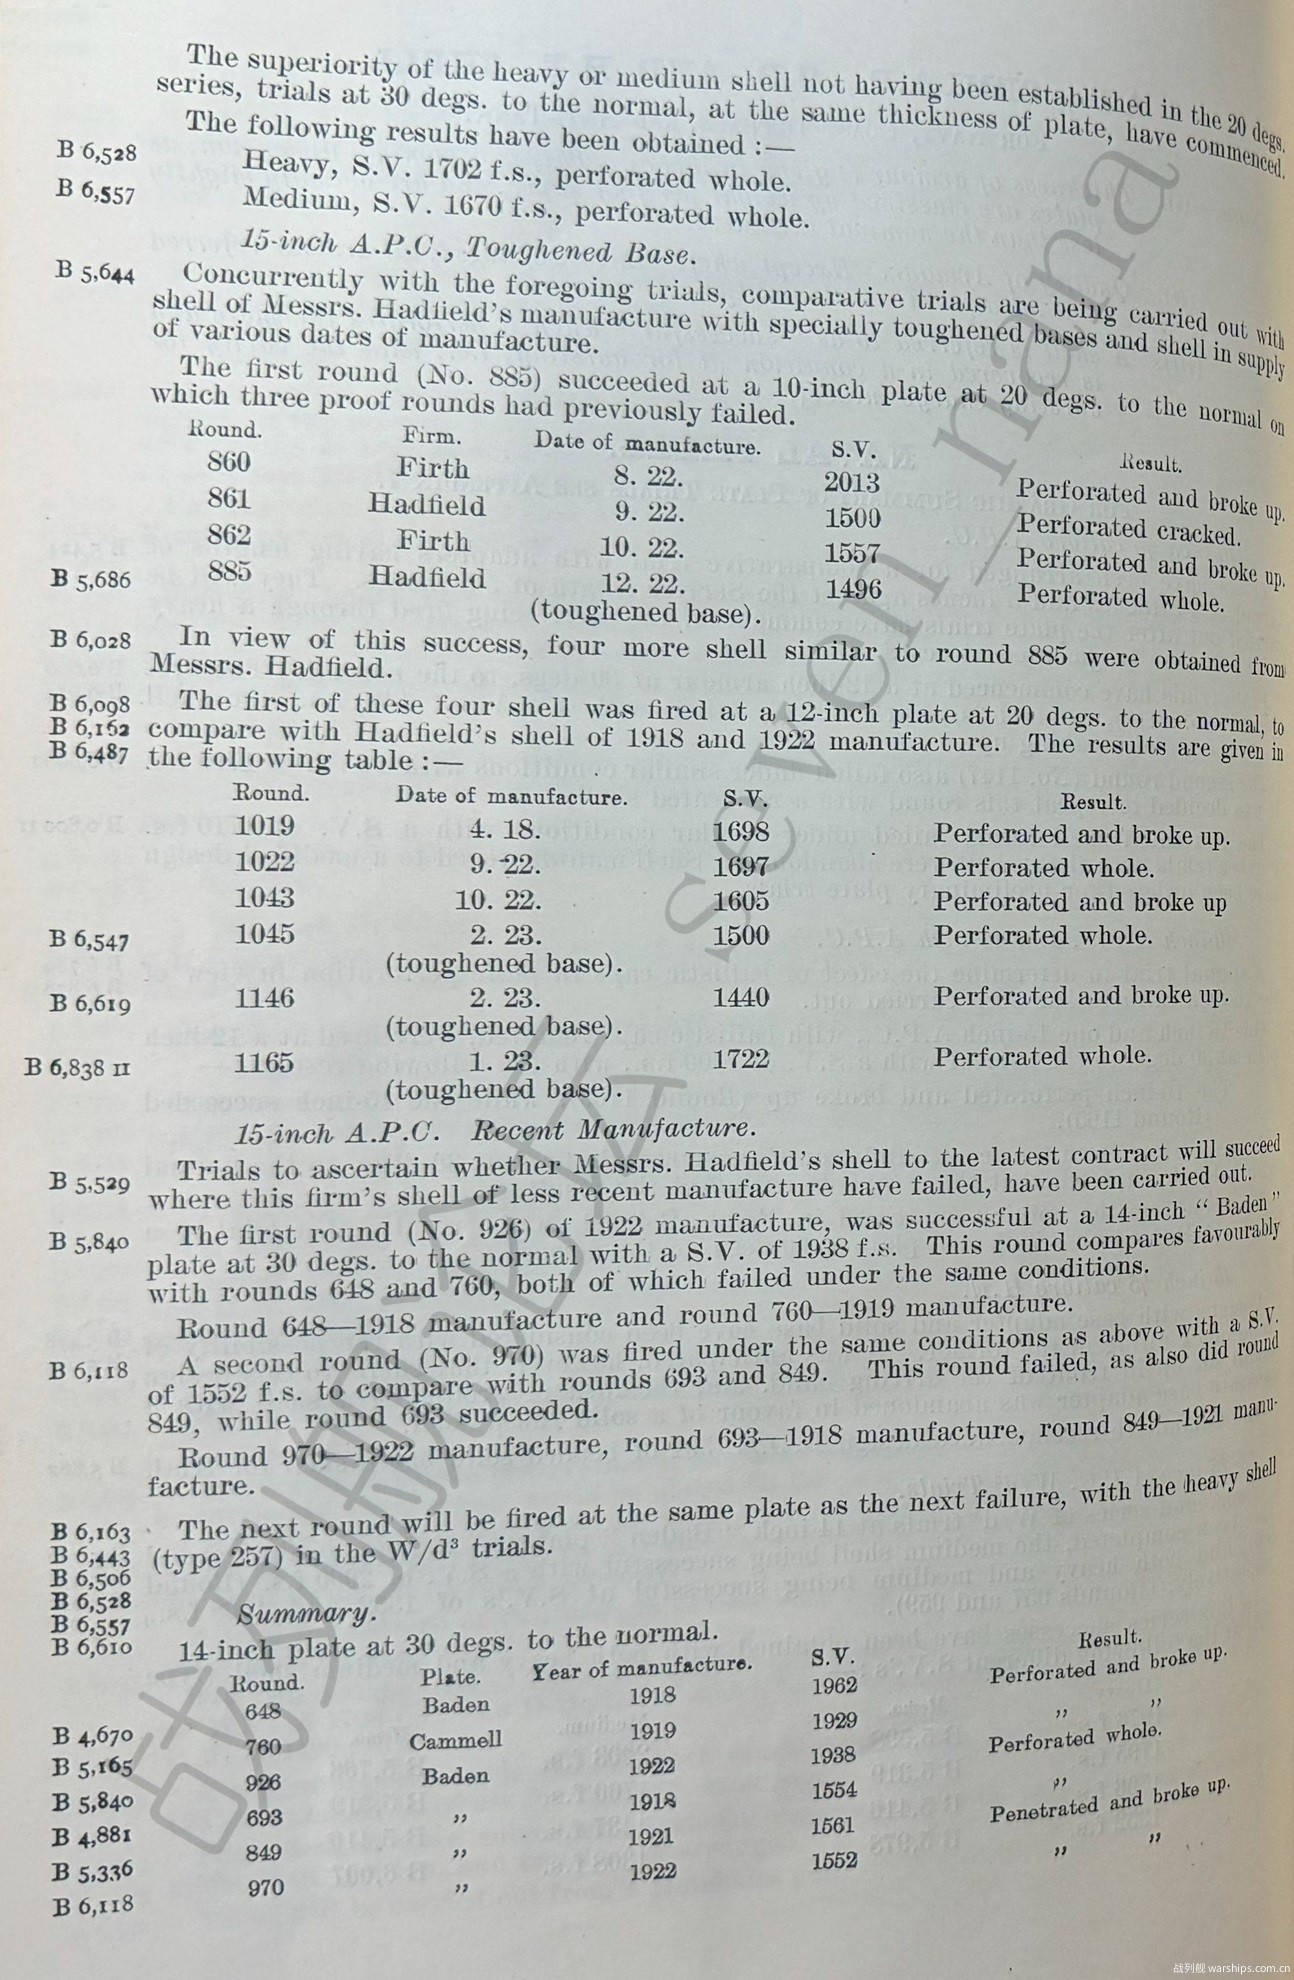 The superiority of the heavy or medium shell not having been established in the 20 degs.
series, trials at 30 degs. to the normal, at the same thickness of plate, have commenced.
The following results have been obtained :—
B 6,528 Heavy, S.V. 1702 f.s., perforated whole.
B 6,557 Medium, S.V. 1670 f.s., perforated whole.
15-inch A.P.C., Toughened Base.
B 5,644 Concurrently with the foregoing trials, comparative trials are being carried out with
shell of Messrs. Hadfield's manufacture with specially toughened bases and shell in supply
of various dates of manufacture.
The first round (No. 885) succeeded at a 10-inch plate at 20 degs. to the normal on
which three proof rounds had previously failed.
Round. Firm. Date of manufacture. S.V. Result.
860 Firth 8. 22. 2013 Perforated and broke up.
861 Hadfield 9. 22. 1500 Perforated cracked.
862 Firth 10. 22. 1557 Perforated and broke up.
B 5,686 885 Hadfield 12. 22. 1496 Perforated whole.
(toughened base).
B 6,028 In view of this success, four more shell similar to round 885 were obtained from
Messrs. Hadfield.
B 6,098 The first of these four shell was fired at a 12-inch plate at 20 degs. to the normal, to
B 6,162 compare with Hadfield's shell of 1918 and 1922 manufacture. The results are given in
B 6,487 the following table :—
Round. Date of manufacture. S.V. Result.
1019 4. 18. 1698 Perforated and broke up.
1022 9. 22. 1697 Perforated whole.
1043 10. 22. 1605 Perforated and broke up
B 6,547 1045 2. 23. 1500 Perforated whole.
(toughened base).
B 6,619 1146 2. 23. 1440 Perforated and broke up.
(toughened base).
B 6,838 II 1165 1. 23. 1722 Perforated whole.
(toughened base).
15-inch A.P.C. Recent Manufacture.
B 5,529 Trials to ascertain whether Messrs. Hadfield's shell to the latest contract will succeed
where this firm's shell of less recent manufacture have failed, have been carried out.
B 5,840 The first round (No. 926) of 1922 manufacture, was successful at a 14-inch "Baden"
plate at 30 degs. to the normal with a S.V. of 1938 f.s. This round compares favourably
with rounds 648 and 760, both of which failed under the same conditions.
Round 648—1918 manufacture and round 760—1919 manufacture.
B 6,118 A second round (No. 970) was fired under the same conditions as above with a S.V.
of 1552 f.s. to compare with rounds 693 and 849. This round failed, as also did round
849, while round 693 succeeded.
Round 970—1922 manufacture, round 693—1918 manufacture, round 849—1921 manu-
facture.
B 6,163 The next round will be fired at the same plate as the next failure, with the heavy shell
B 6,443 (type 257) in the W/d³ trials.
B 6,506
B 6,528
B 6,557 Summary.
B 6,610 14-inch plate at 30 degs. to the normal.
Round. Plate. Year of manufacture. S.V. Result.
B 4,670 648 Baden 1918 1962 Perforated and broke up.
B 5,165 760 Cammell 1919 1929 ,, ,,
B 5,840 926 Baden 1922 1938 Perforated whole.
B 4,881 693 ,, 1918 1554 ,,
B 5,336 849 ,, 1921 1561 Penetrated and broke up.
B 6,118 970 ,, 1922 1552 ,, ,,
战列舰论坛 seven_nana
战列舰 warships.com.cn